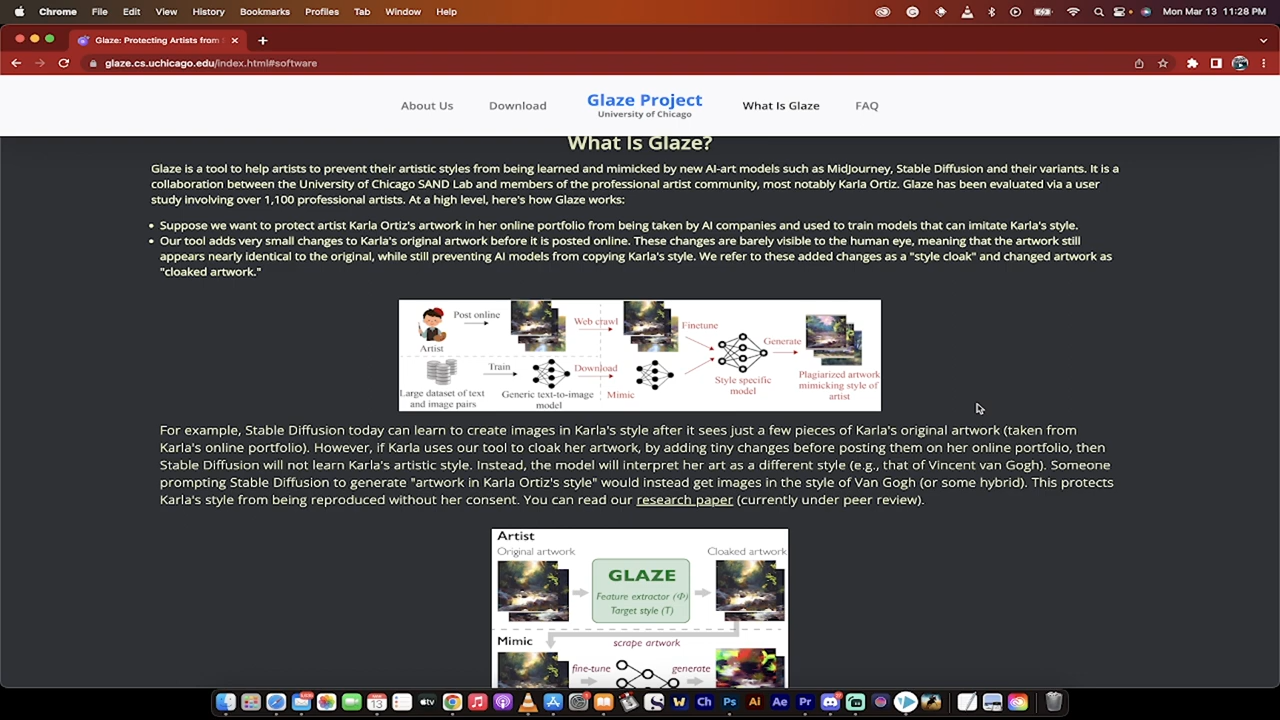 Chrome File Edit View History Bookmarks Profiles Tab Window Help Mon Mar 13 11:28 PM
Glaze: Protecting Artists from
glaze.cs.uchicago.edu/index.html#software
About Us Download Glaze Project What Is Glaze FAQ
University of Chicago
What Is Glaze?
Glaze is a tool to help artists to prevent their artistic styles from being learned and mimicked by new AI-art models such as MidJourney, Stable Diffusion and their variants. It is a
collaboration between the University of Chicago SAND Lab and members of the professional artist community, most notably Karla Ortiz. Glaze has been evaluated via a user
study involving over 1,100 professional artists. At a high level, here's how Glaze works:
• Suppose we want to protect artist Karla Ortiz's artwork in her online portfolio from being taken by AI companies and used to train models that can imitate Karla's style.
• Our tool adds very small changes to Karla's original artwork before it is posted online. These changes are barely visible to the human eye, meaning that the artwork still
appears nearly identical to the original, while still preventing AI models from copying Karla's style. We refer to these added changes as a "style cloak" and changed artwork as
"cloaked artwork."
Post online
Web crawl
Finetune
Artist
Generate
Train
Download
Large dataset of text
and image pairs
Generic text-to-image
model
Mimic
Style specific
model
Plagiarized artwork
mimicking style of
artist
For example, Stable Diffusion today can learn to create images in Karla's style after it sees just a few pieces of Karla's original artwork (taken from
Karla's online portfolio). However, if Karla uses our tool to cloak her artwork, by adding tiny changes before posting them on her online portfolio, then
Stable Diffusion will not learn Karla's artistic style. Instead, the model will interpret her art as a different style (e.g., that of Vincent van Gogh). Someone
prompting Stable Diffusion to generate "artwork in Karla Ortiz's style" would instead get images in the style of Van Gogh (or some hybrid). This protects
Karla's style from being reproduced without her consent. You can read our research paper (currently under peer review).
Artist
Original artwork
Cloaked artwork
GLAZE
Feature extractor (Φ)
Target style (T)
Mimic
scrape artwork
fine-tune
generate
13 tv W Ch Ps Ai Ae Pr